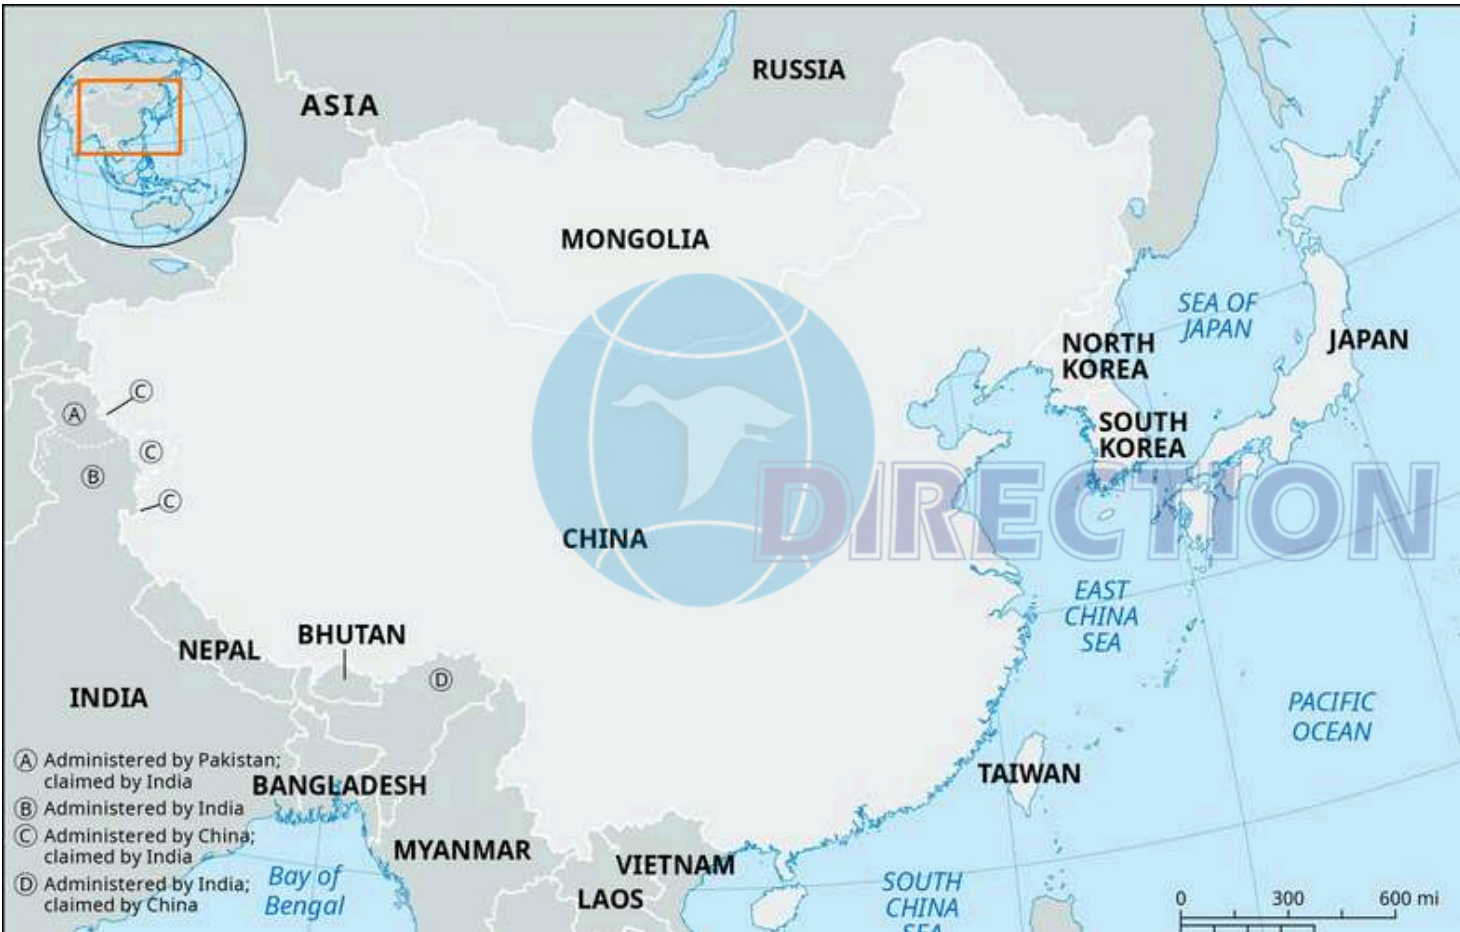 RUSSIA
ASIA
MONGOLIA
SEA OF
JAPAN
JAPAN
NORTH
KOREA
SOUTH
KOREA
Ⓒ
Ⓐ
Ⓒ
Ⓑ
Ⓒ
DIRECTION
CHINA
EAST
CHINA
SEA
BHUTAN
NEPAL
Ⓓ
INDIA
PACIFIC
OCEAN
Ⓐ Administered by Pakistan;
claimed by India
Ⓑ Administered by India
Ⓒ Administered by China;
claimed by India
Ⓓ Administered by India;
claimed by China
BANGLADESH
TAIWAN
MYANMAR
VIETNAM
LAOS
Bay of
Bengal
SOUTH
CHINA
SEA
0 300 600 mi